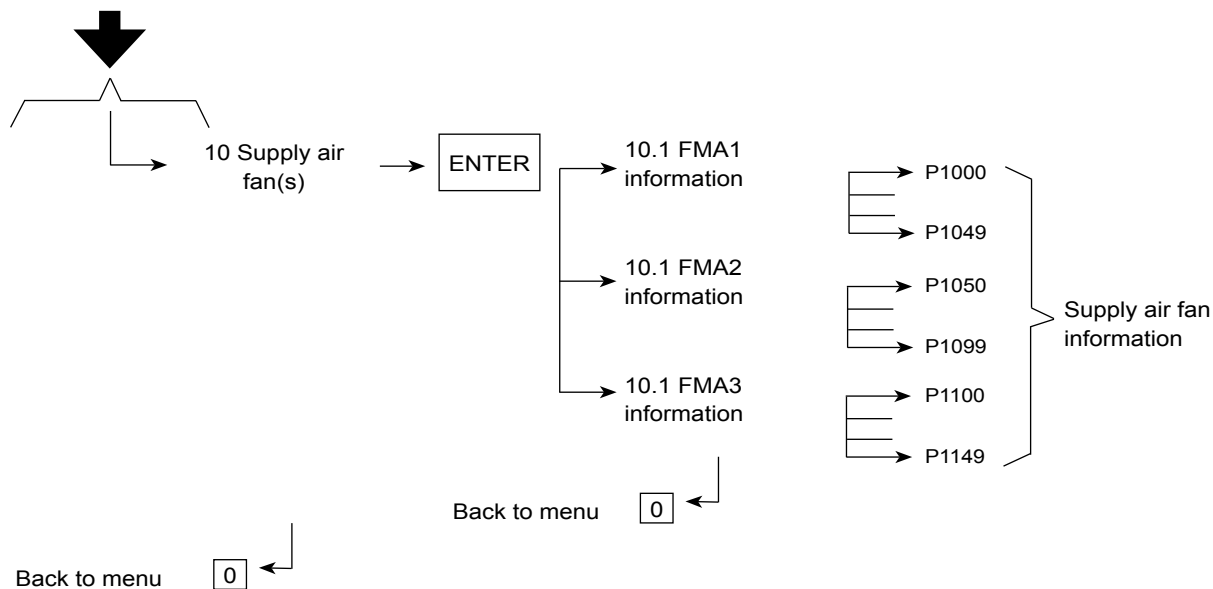 10 Supply air
fan(s)
ENTER
10.1 FMA1
information
10.1 FMA2
information
10.1 FMA3
information
P1000
P1049
P1050
P1099
P1100
P1149
Supply air fan
information
Back to menu 0
Back to menu 0